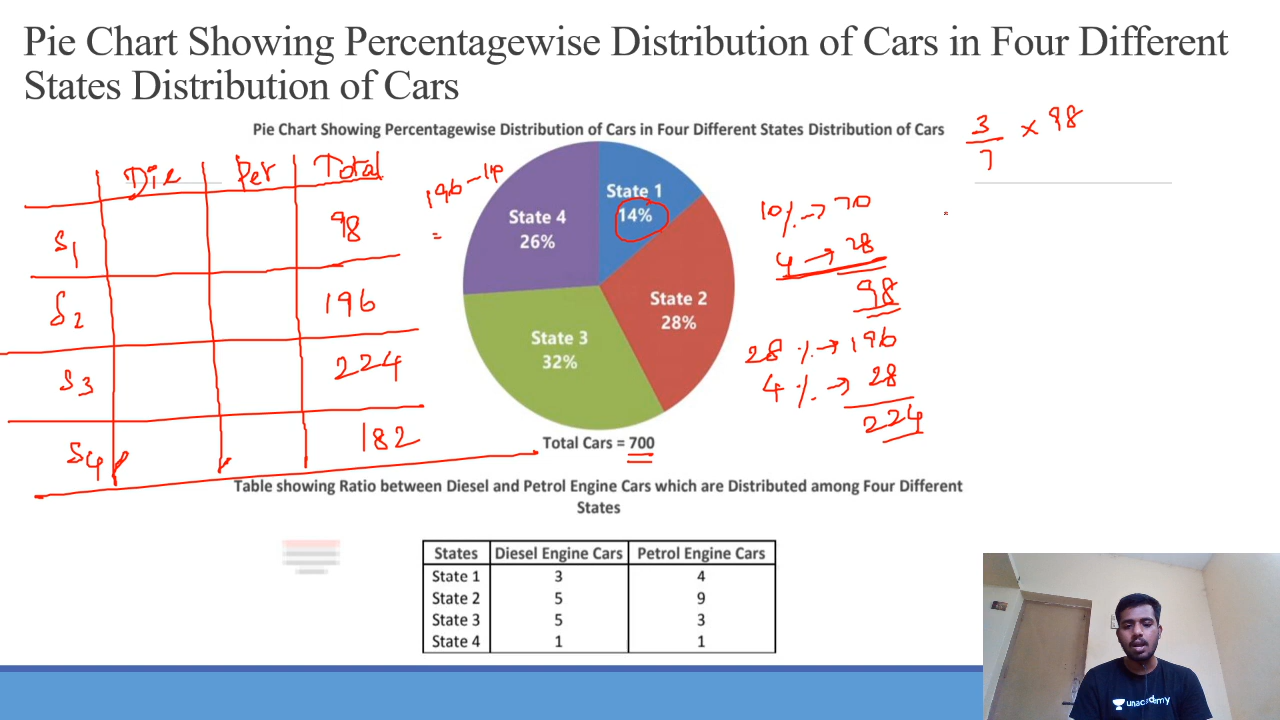 Pie Chart Showing Percentagewise Distribution of Cars in Four Different
States Distribution of Cars
Pie Chart Showing Percentagewise Distribution of Cars in Four Different States Distribution of Cars
3/7 × 98
Die Per Total
S1 98
S2 196
S3 224
S4 182
196-14
=
State 1
14%
State 2
28%
State 3
32%
State 4
26%
10% → 70
4 → 28
98
28 % → 196
4 % → 28
224
Total Cars = 700
Table showing Ratio between Diesel and Petrol Engine Cars which are Distributed among Four Different
States
States Diesel Engine Cars Petrol Engine Cars
State 1 3 4
State 2 5 9
State 3 5 3
State 4 1 1
unacademy